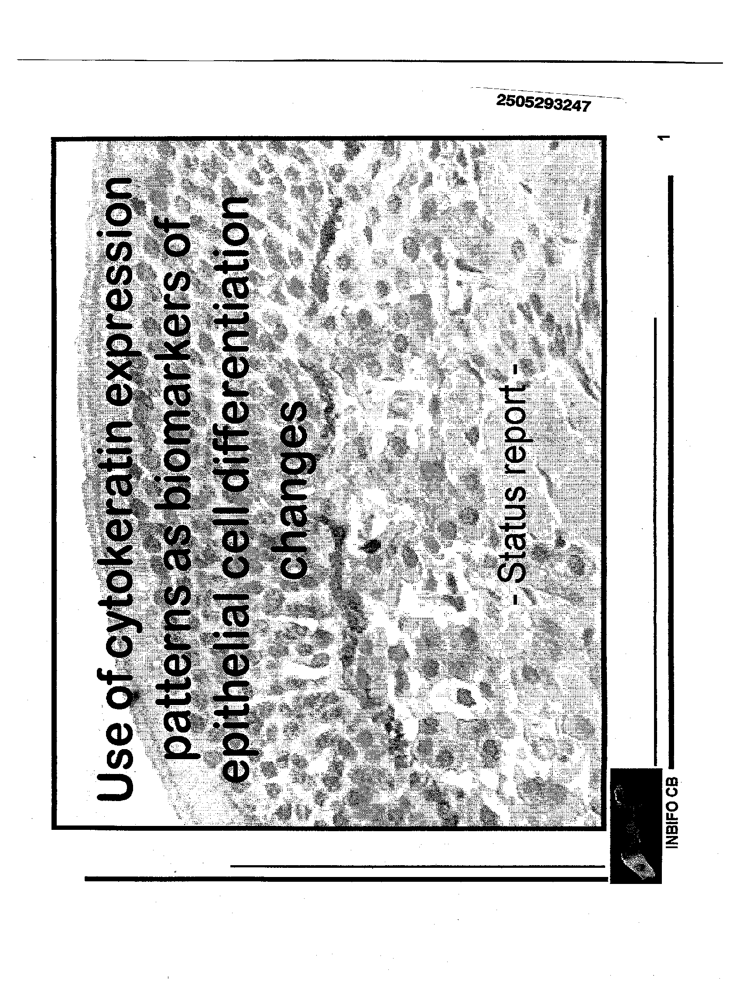 2505293247
Use of cytokeratin expression
patterns as biomarkers of
epithelial cell differentiation
changes
- Status report -
INBIFO CB
1